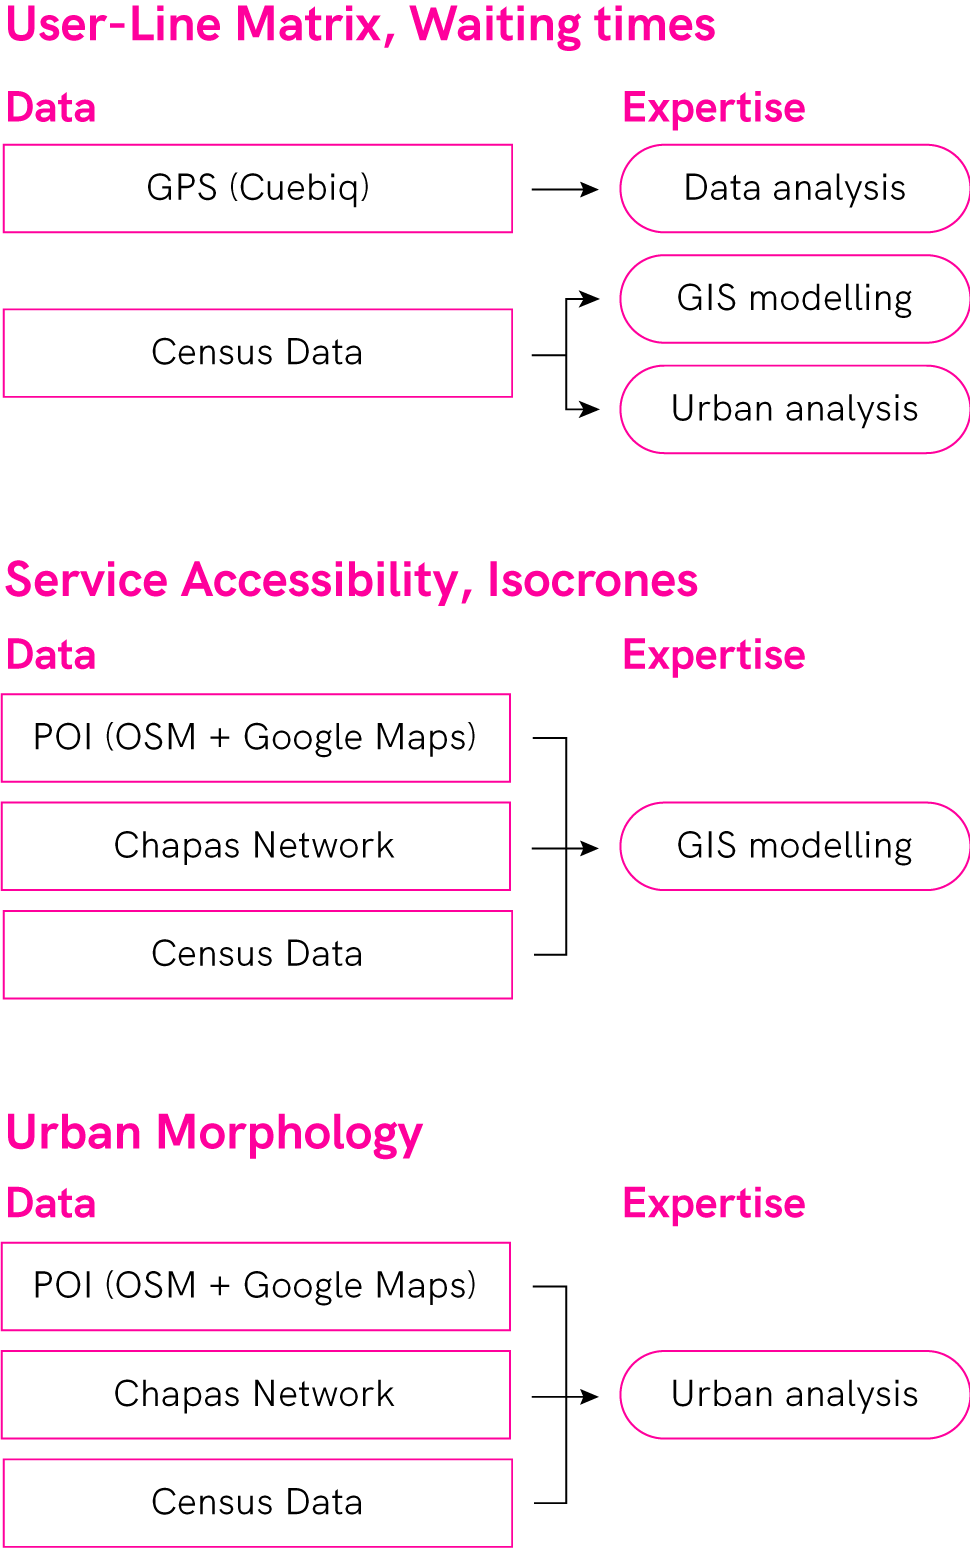 User-Line Matrix, Waiting times
Data
Expertise
GPS (Cuebiq)
Data analysis
GIS modelling
Census Data
Urban analysis
Service Accessibility, Isocrones
Data
Expertise
POI (OSM + Google Maps)
Chapas Network
GIS modelling
Census Data
Urban Morphology
Data
Expertise
POI (OSM + Google Maps)
Chapas Network
Urban analysis
Census Data